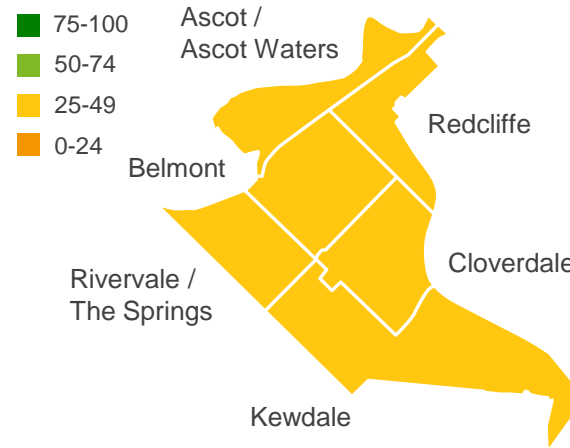 75-100
50-74
25-49
0-24
Ascot /
Ascot Waters
Redcliffe
Belmont
Cloverdale
Rivervale /
The Springs
Kewdale